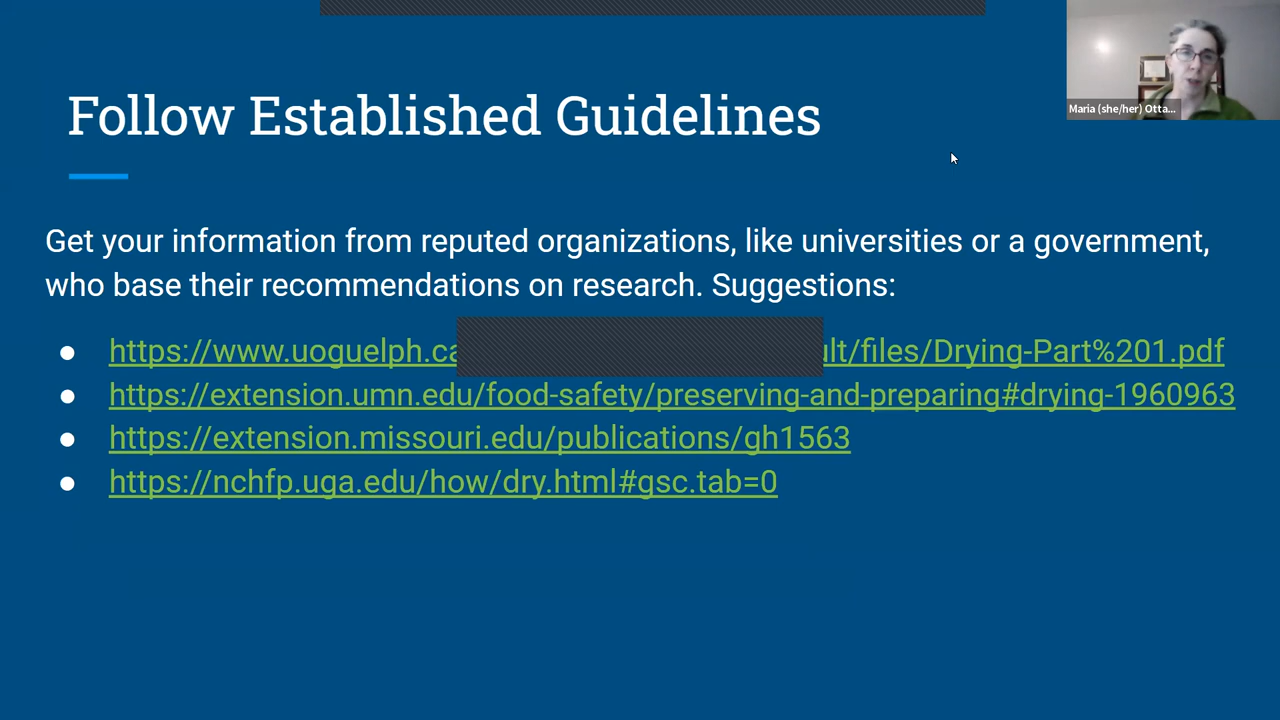 Maria (she/her) Otta...
Follow Established Guidelines
Get your information from reputed organizations, like universities or a government,
who base their recommendations on research. Suggestions:
● https://www.uoguelph.ca ult/files/Drying-Part%201.pdf
● https://extension.umn.edu/food-safety/preserving-and-preparing#drying-1960963
● https://extension.missouri.edu/publications/gh1563
● https://nchfp.uga.edu/how/dry.html#gsc.tab=0